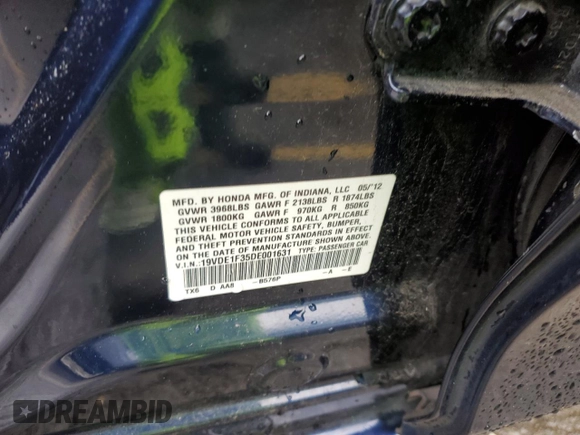 MFD. BY HONDA MFG. OF INDIANA, LLC 05/'12
GVWR 3968LBS GAWR F 2138LBS R 1874LBS
GVWR 1800KG GAWR F 970KG R 850KG
THIS VEHICLE CONFORMS TO ALL APPLICABLE
FEDERAL MOTOR VEHICLE SAFETY, BUMPER,
AND THEFT PREVENTION STANDARDS IN EFFECT
ON THE DATE OF MANUFACTURE SHOWN ABOVE.
V.I.N.: 19VDE1F35DE001631 TYPE: PASSENGER CAR
TX6 D AA8 -B578P -A -E
DREAMBID